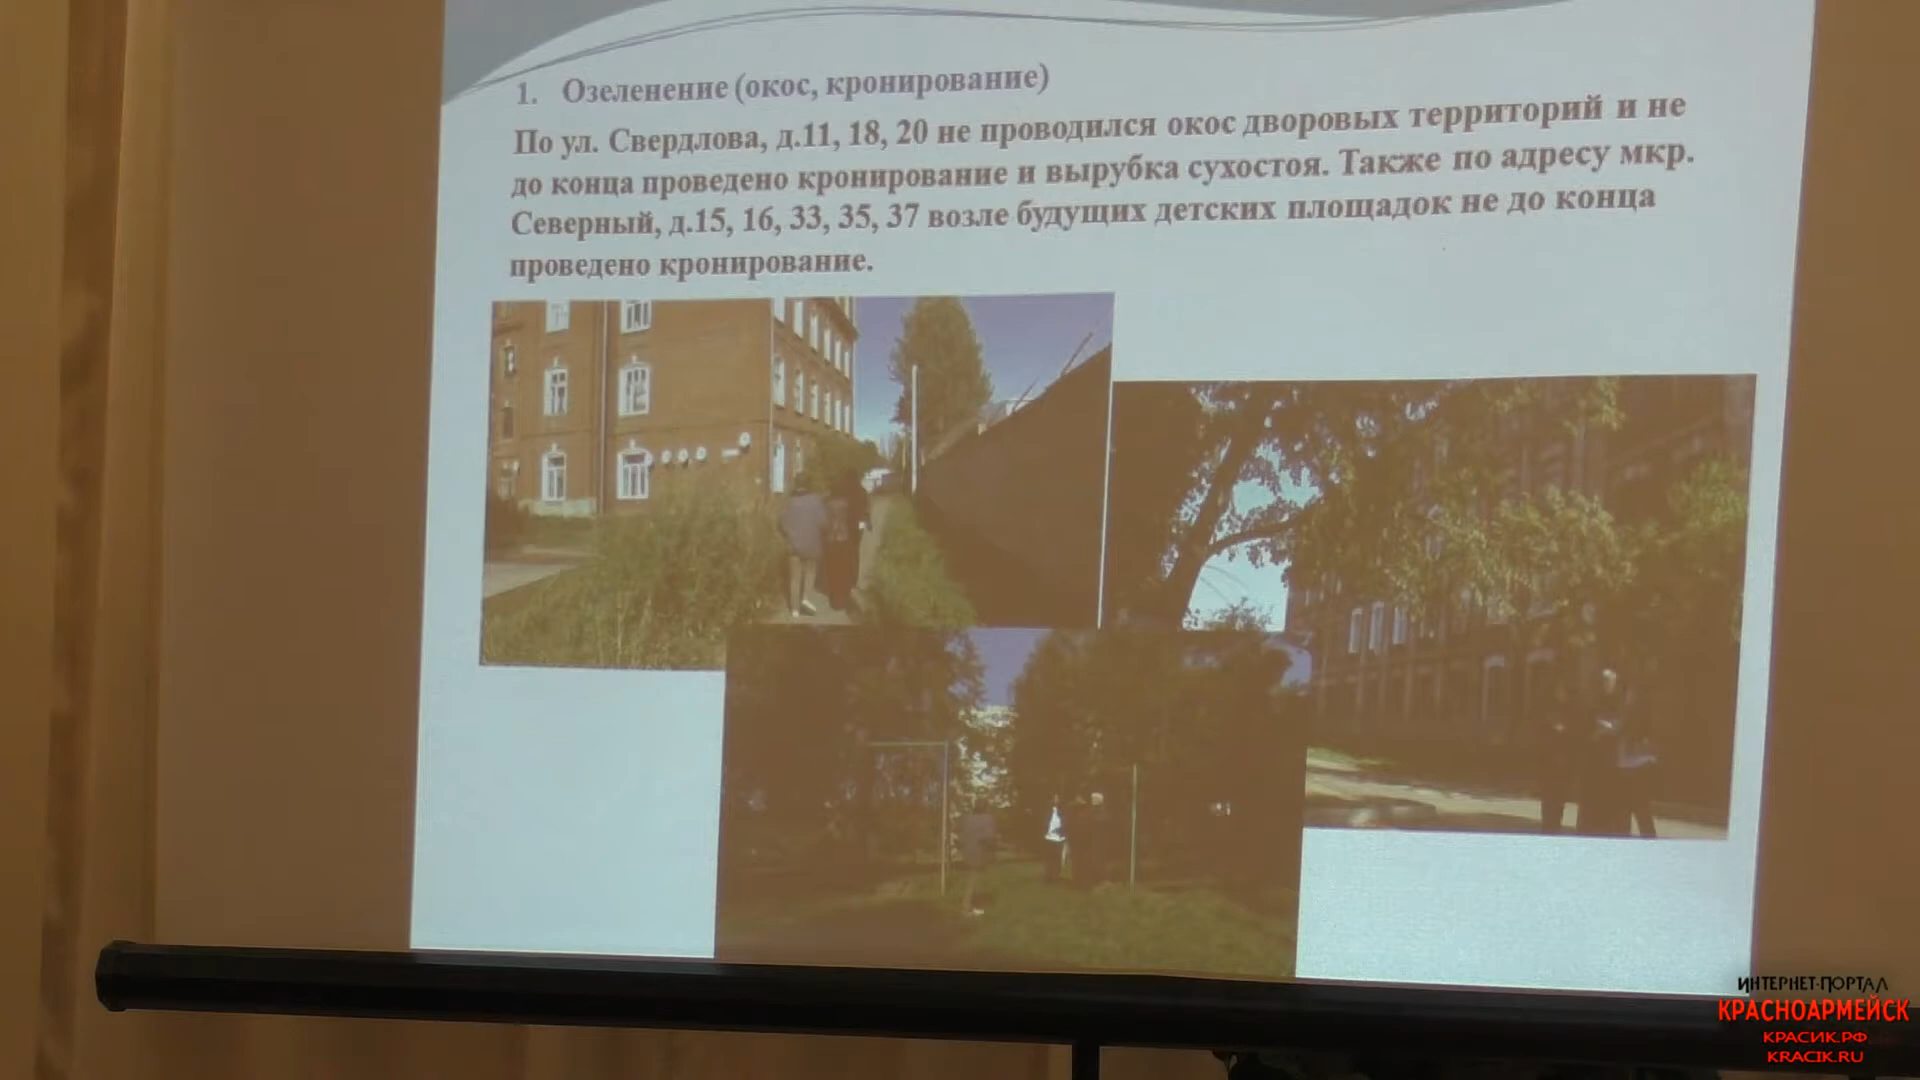 1. Озеленение (окос, кронирование)
По ул. Свердлова, д.11, 18, 20 не проводился окос дворовых территорий и не
до конца проведено кронирование и вырубка сухостоя. Также по адресу мкр.
Северный, д.15, 16, 33, 35, 37 возле будущих детских площадок не до конца
проведено кронирование.
ИНТЕРНЕТ-ПОРТАЛ
КРАСНОАРМЕЙСК
КРАСИК.РФ
KRACIK.RU